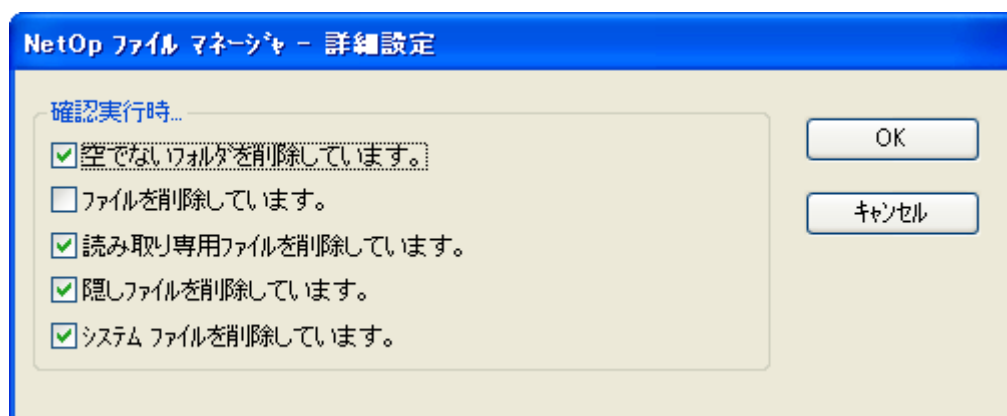 NetOp ファイル マネージャ - 詳細設定
確認実行時...
空でないフォルダを削除しています。
ファイルを削除しています。
読み取り専用ファイルを削除しています。
隠しファイルを削除しています。
システム ファイルを削除しています。
OK
キャンセル